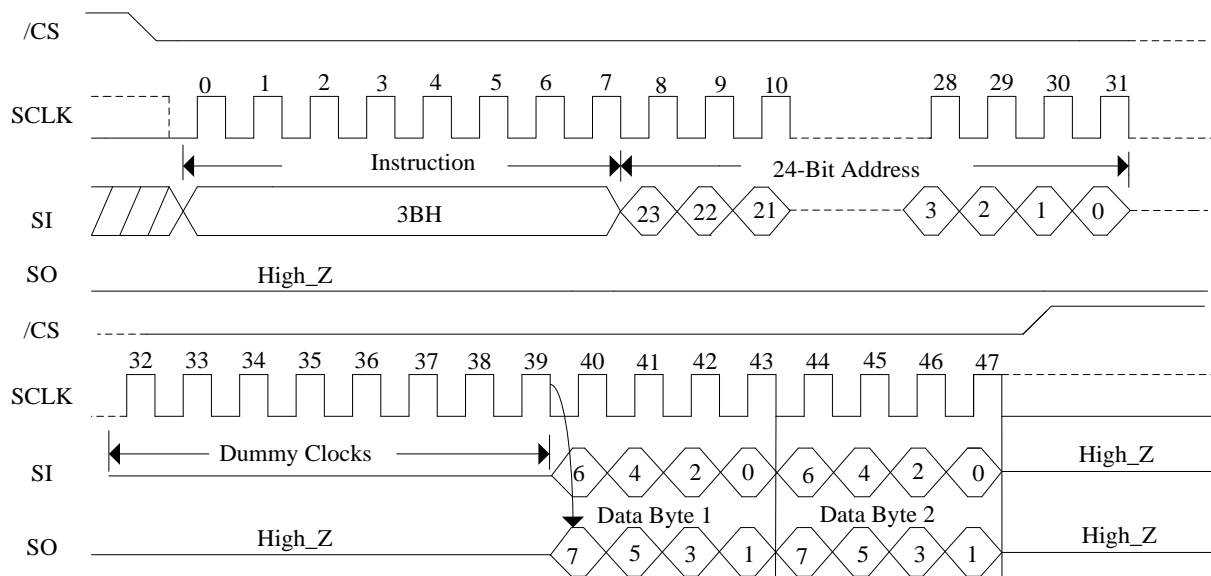 /CS
0 1 2 3 4 5 6 7 8 9 10 28 29 30 31
SCLK
Instruction 24-Bit Address
SI 3BH 23 22 21 3 2 1 0
SO High_Z
/CS
32 33 34 35 36 37 38 39 40 41 42 43 44 45 46 47
SCLK
Dummy Clocks
SI 6 4 2 0 6 4 2 0 High_Z
Data Byte 1 Data Byte 2
SO High_Z 7 5 3 1 7 5 3 1 High_Z